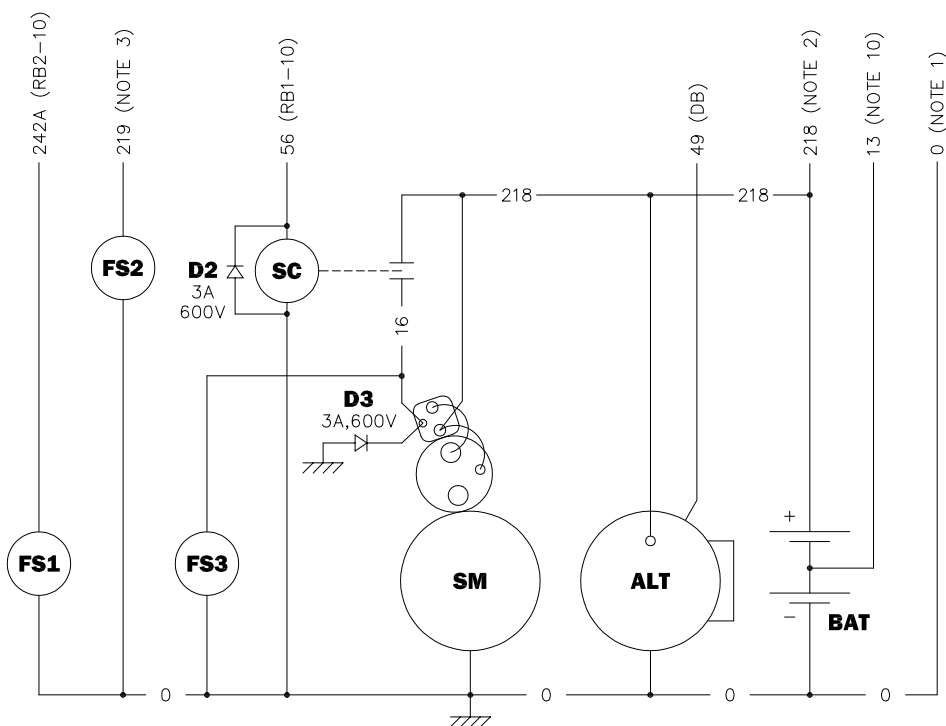 242A (RB2-10)
219 (NOTE 3)
56 (RB1-10)
49 (DB)
218 (NOTE 2)
13 (NOTE 10)
0 (NOTE 1)
218
218
FS2
D2
3A
600V
SC
16
D3
3A,600V
+
FS1
FS3
SM
ALT
−
BAT
0
0
0
0